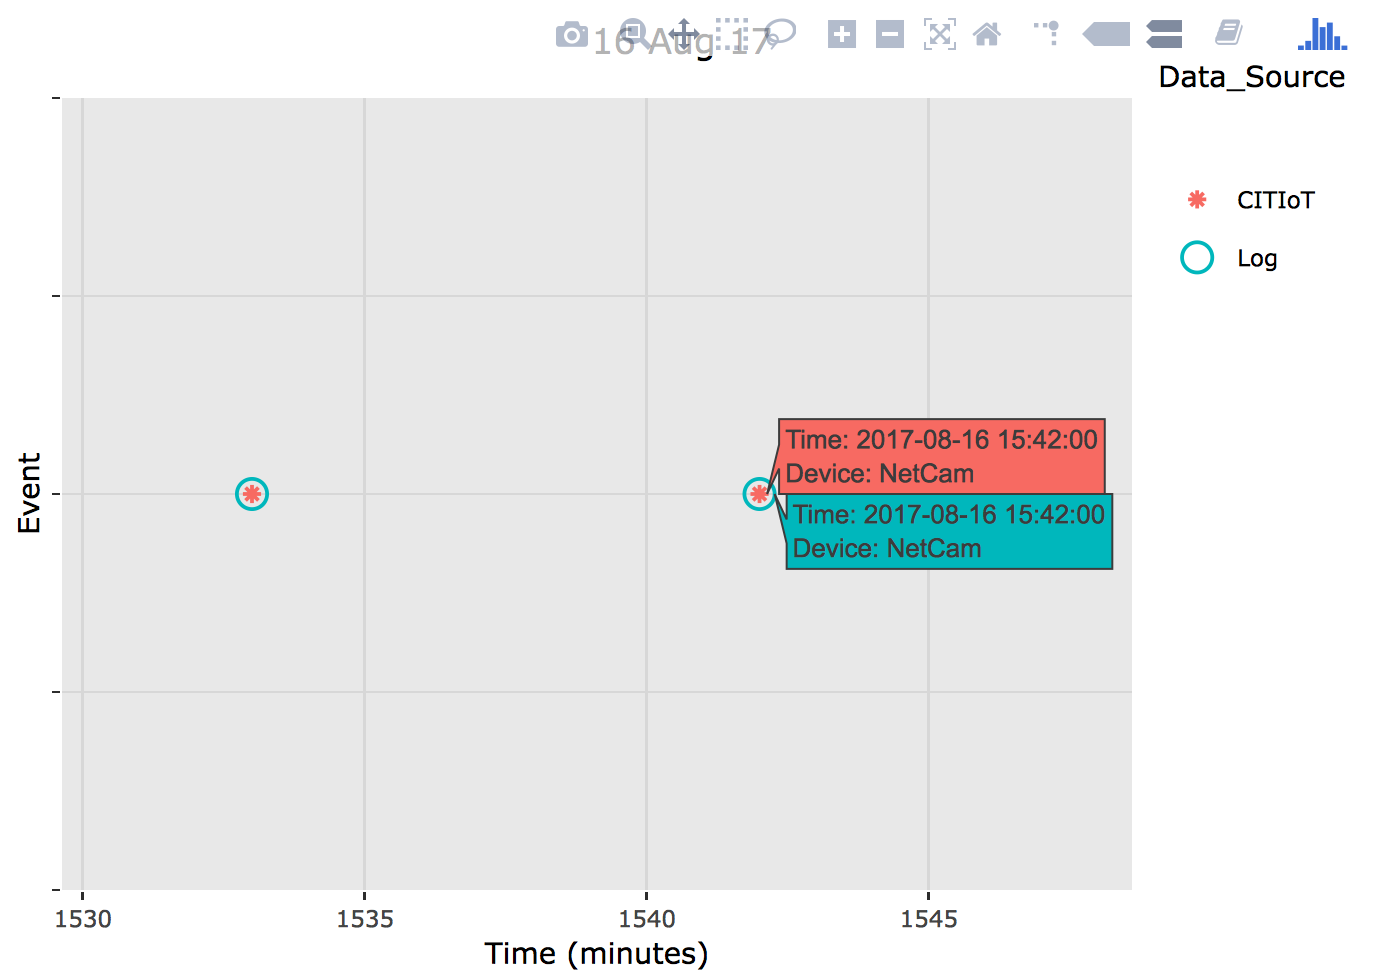 16 Aug 17
Data_Source
CITIoT
Log
Time: 2017-08-16 15:42:00
Device: NetCam
Time: 2017-08-16 15:42:00
Device: NetCam
Event
1530 1535 1540 1545
Time (minutes)